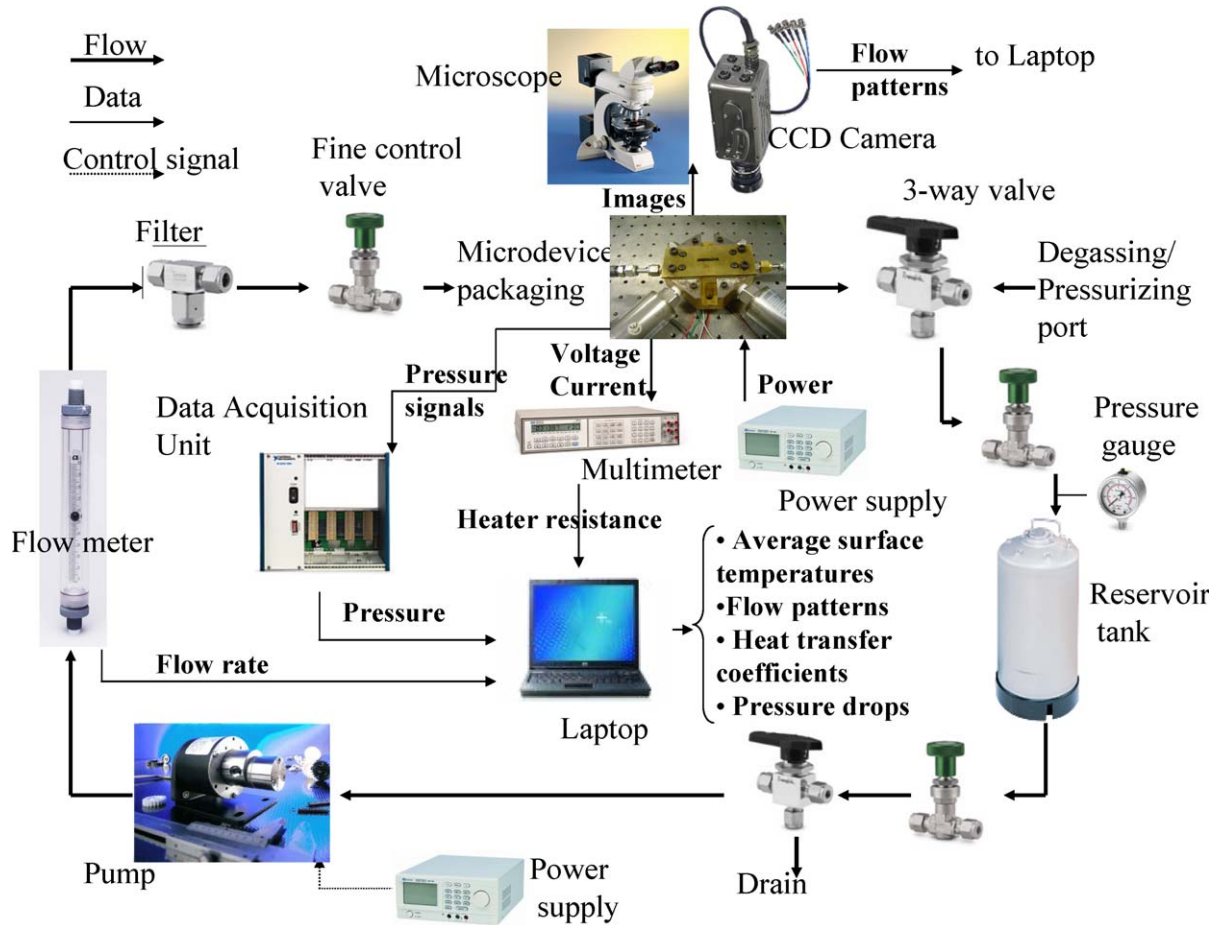 Flow
Data
Control signal
Microscope
Flow
patterns
to Laptop
CCD Camera
Fine control
valve
Images
3-way valve
Filter
Microdevice
packaging
Degassing/
Pressurizing
port
Voltage
Current
Power
Pressure
signals
Data Acquisition
Unit
Multimeter
Power supply
Pressure
gauge
Flow meter
Heater resistance
• Average surface
temperatures
•Flow patterns
• Heat transfer
coefficients
• Pressure drops
Reservoir
tank
Pressure
Flow rate
Laptop
Pump
Power
supply
Drain